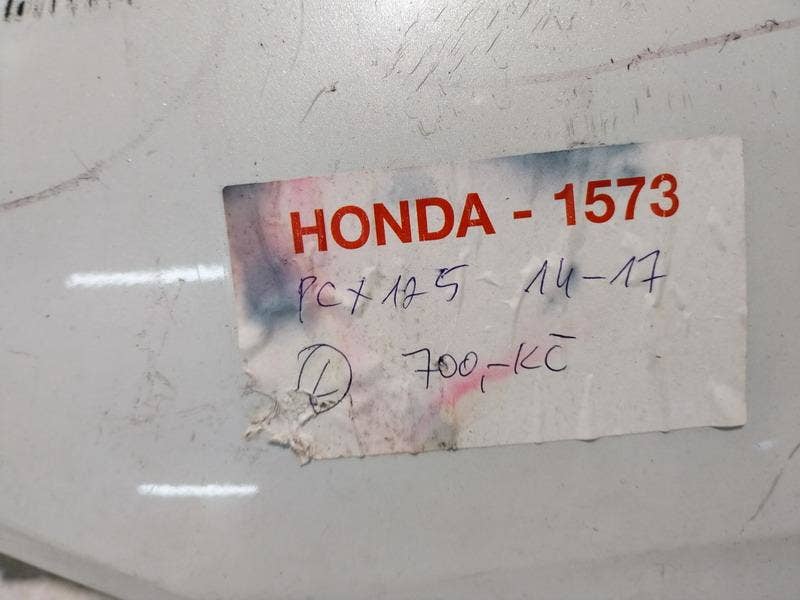 HONDA - 1573
PCX 125 14-17
L 700,-KČ